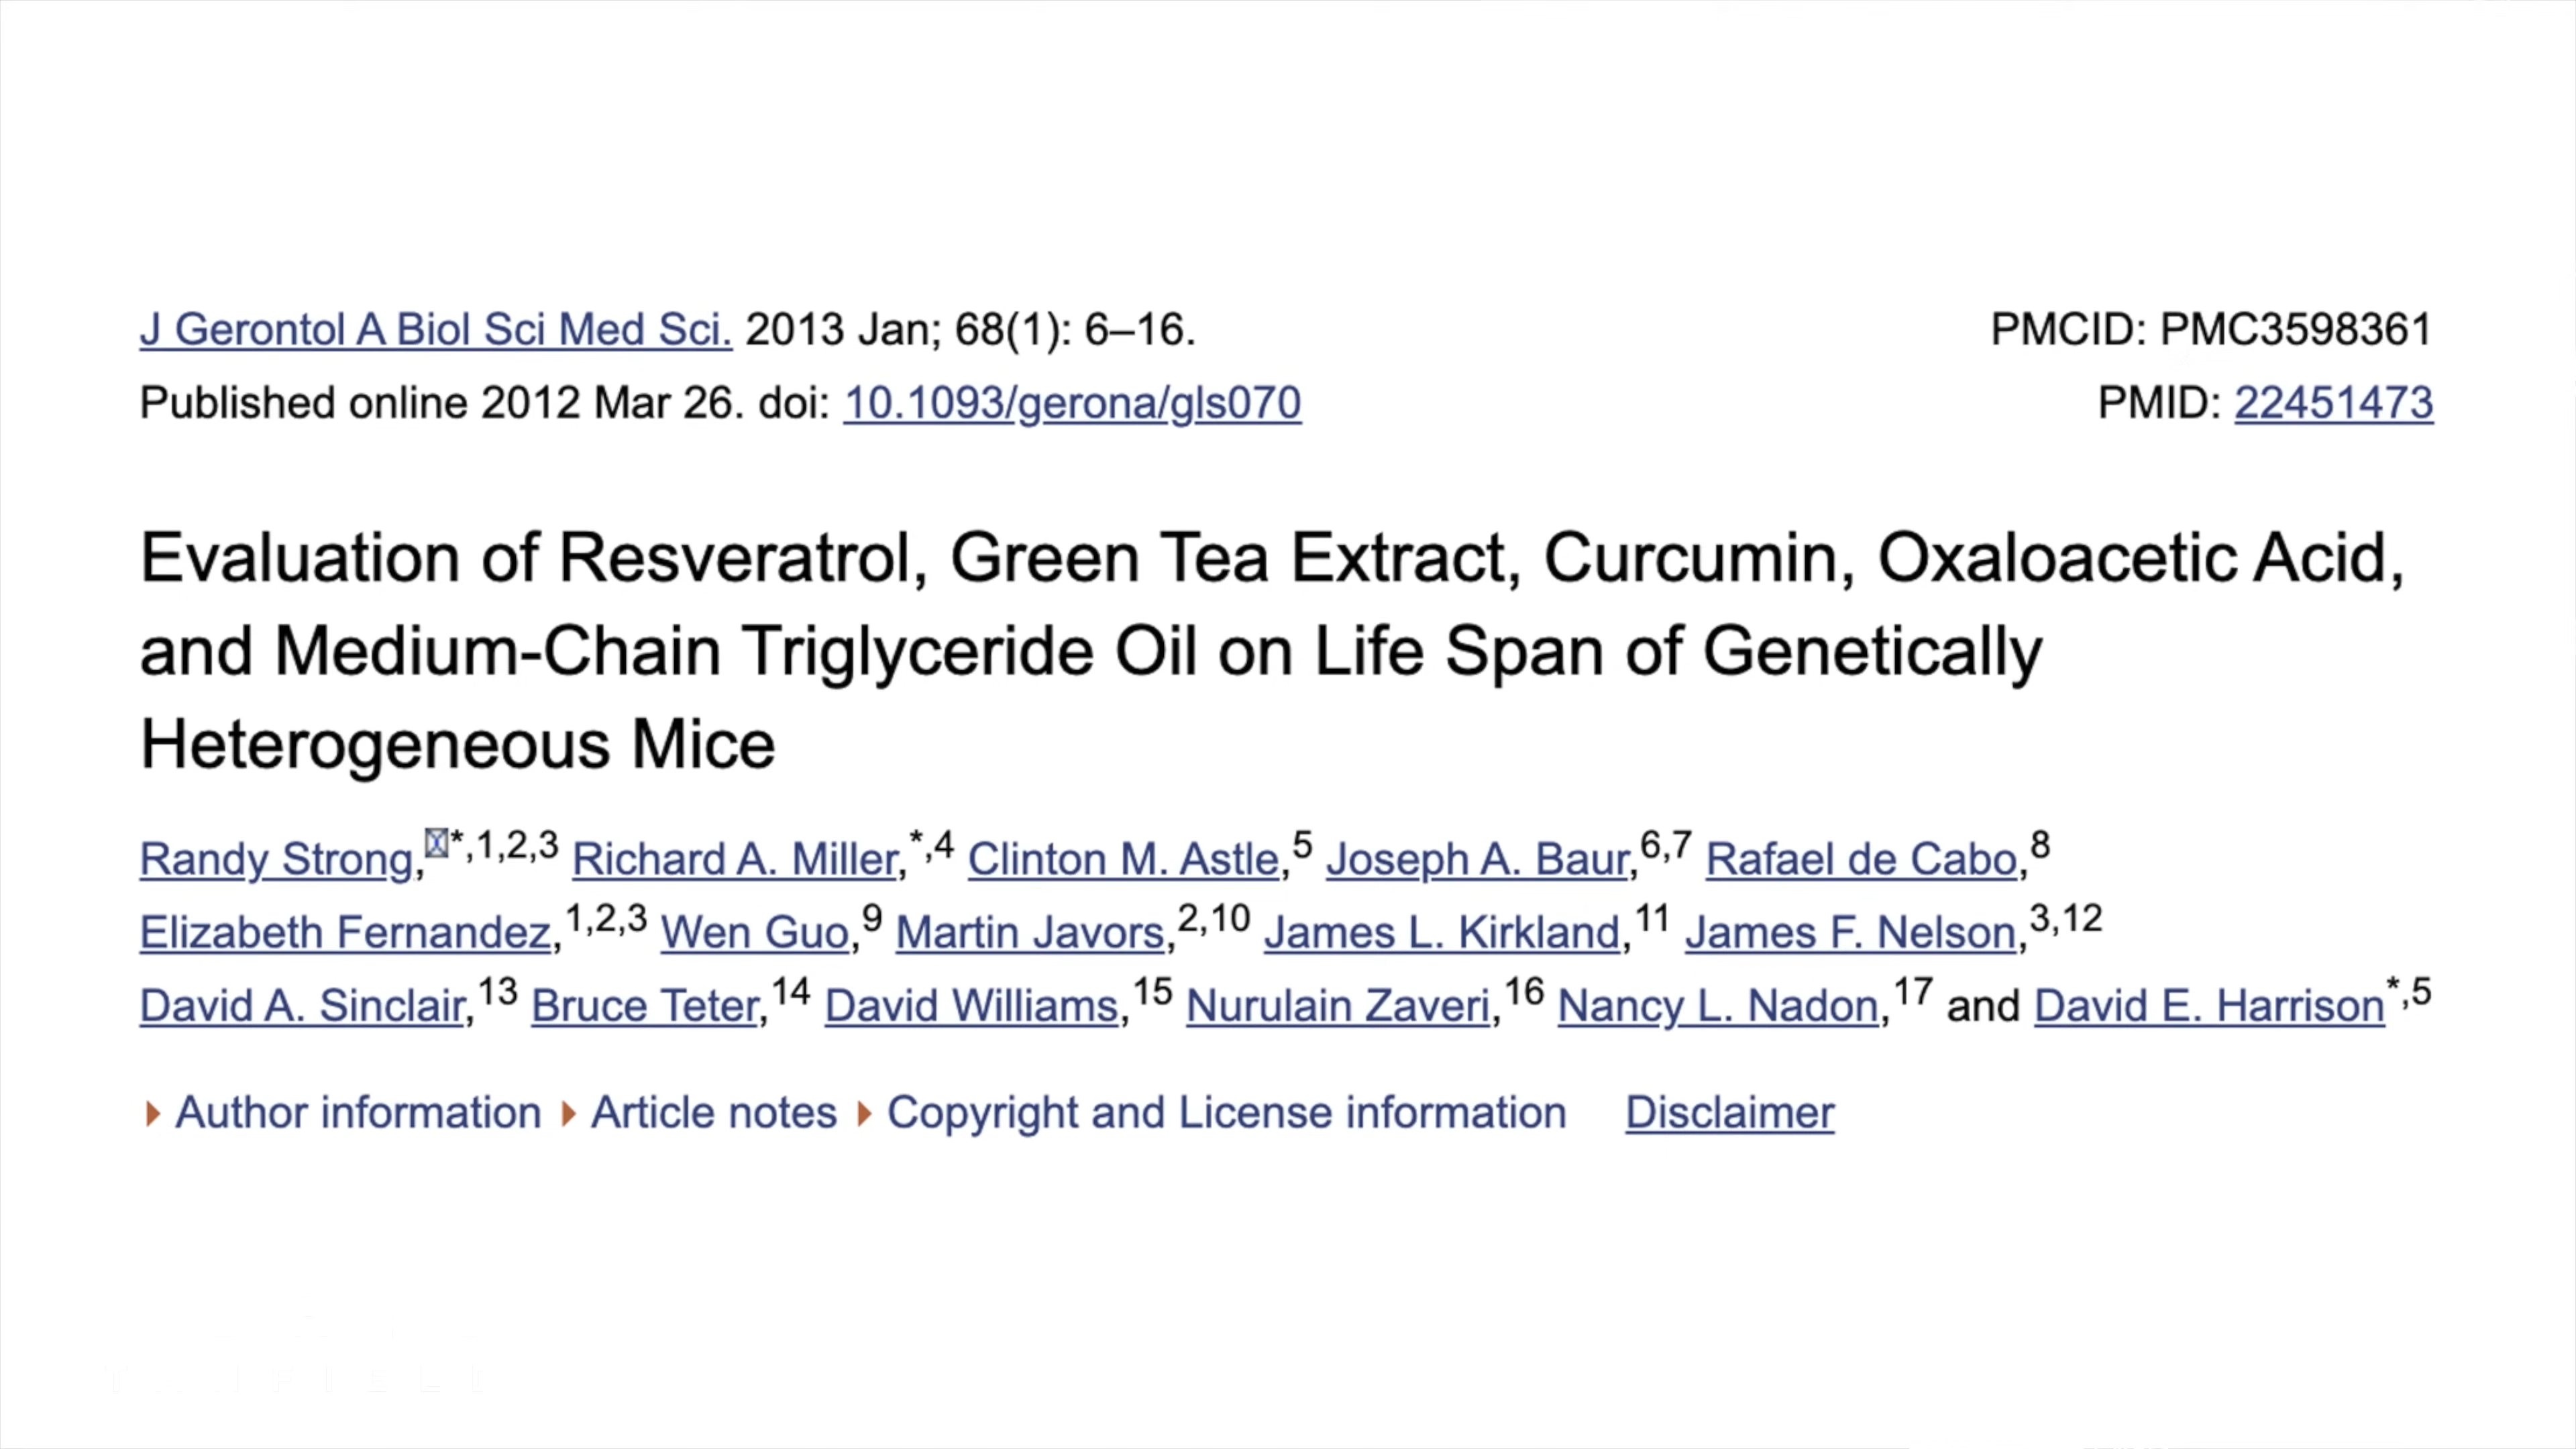 J Gerontol A Biol Sci Med Sci. 2013 Jan; 68(1): 6–16.
PMCID: PMC3598361
Published online 2012 Mar 26. doi: 10.1093/gerona/gls070
PMID: 22451473
Evaluation of Resveratrol, Green Tea Extract, Curcumin, Oxaloacetic Acid,
and Medium-Chain Triglyceride Oil on Life Span of Genetically
Heterogeneous Mice
Randy Strong,*,1,2,3 Richard A. Miller,*,4 Clinton M. Astle,5 Joseph A. Baur,6,7 Rafael de Cabo,8
Elizabeth Fernandez,1,2,3 Wen Guo,9 Martin Javors,2,10 James L. Kirkland,11 James F. Nelson,3,12
David A. Sinclair,13 Bruce Teter,14 David Williams,15 Nurulain Zaveri,16 Nancy L. Nadon,17 and David E. Harrison*,5
Author information Article notes Copyright and License information Disclaimer